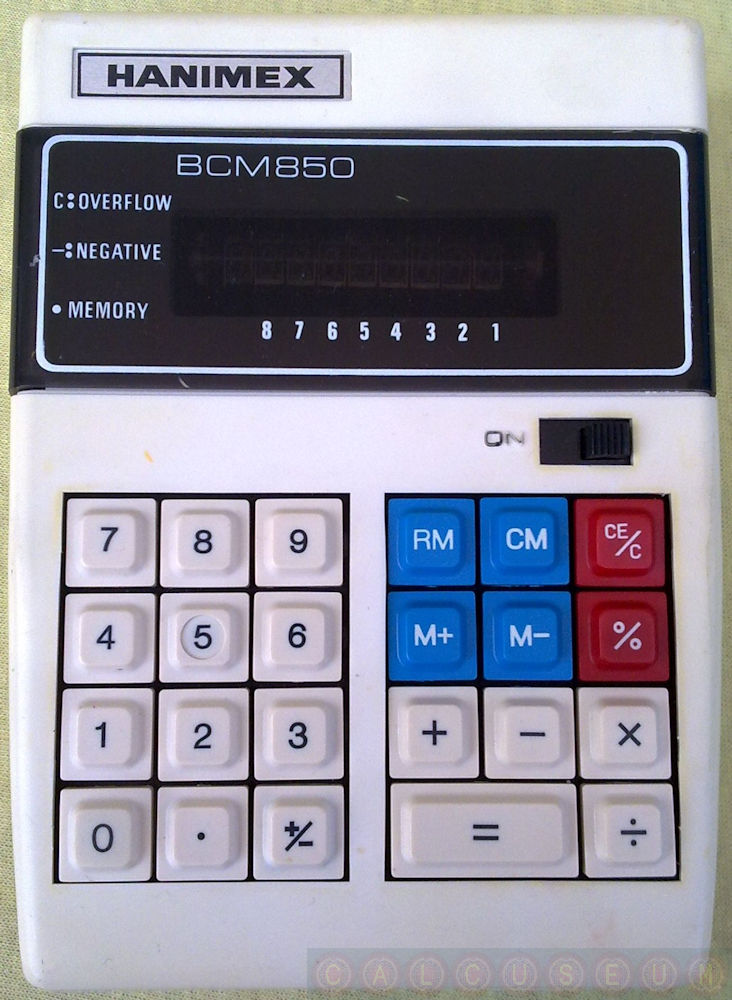 HANIMEX
BCM850
C:OVERFLOW
−:NEGATIVE
• MEMORY
8 7 6 5 4 3 2 1
ON
7 8 9 RM CM CE/C
4 5 6 M+ M− %
1 2 3 + − ×
0 . +/− = ÷
CALCUSEUM